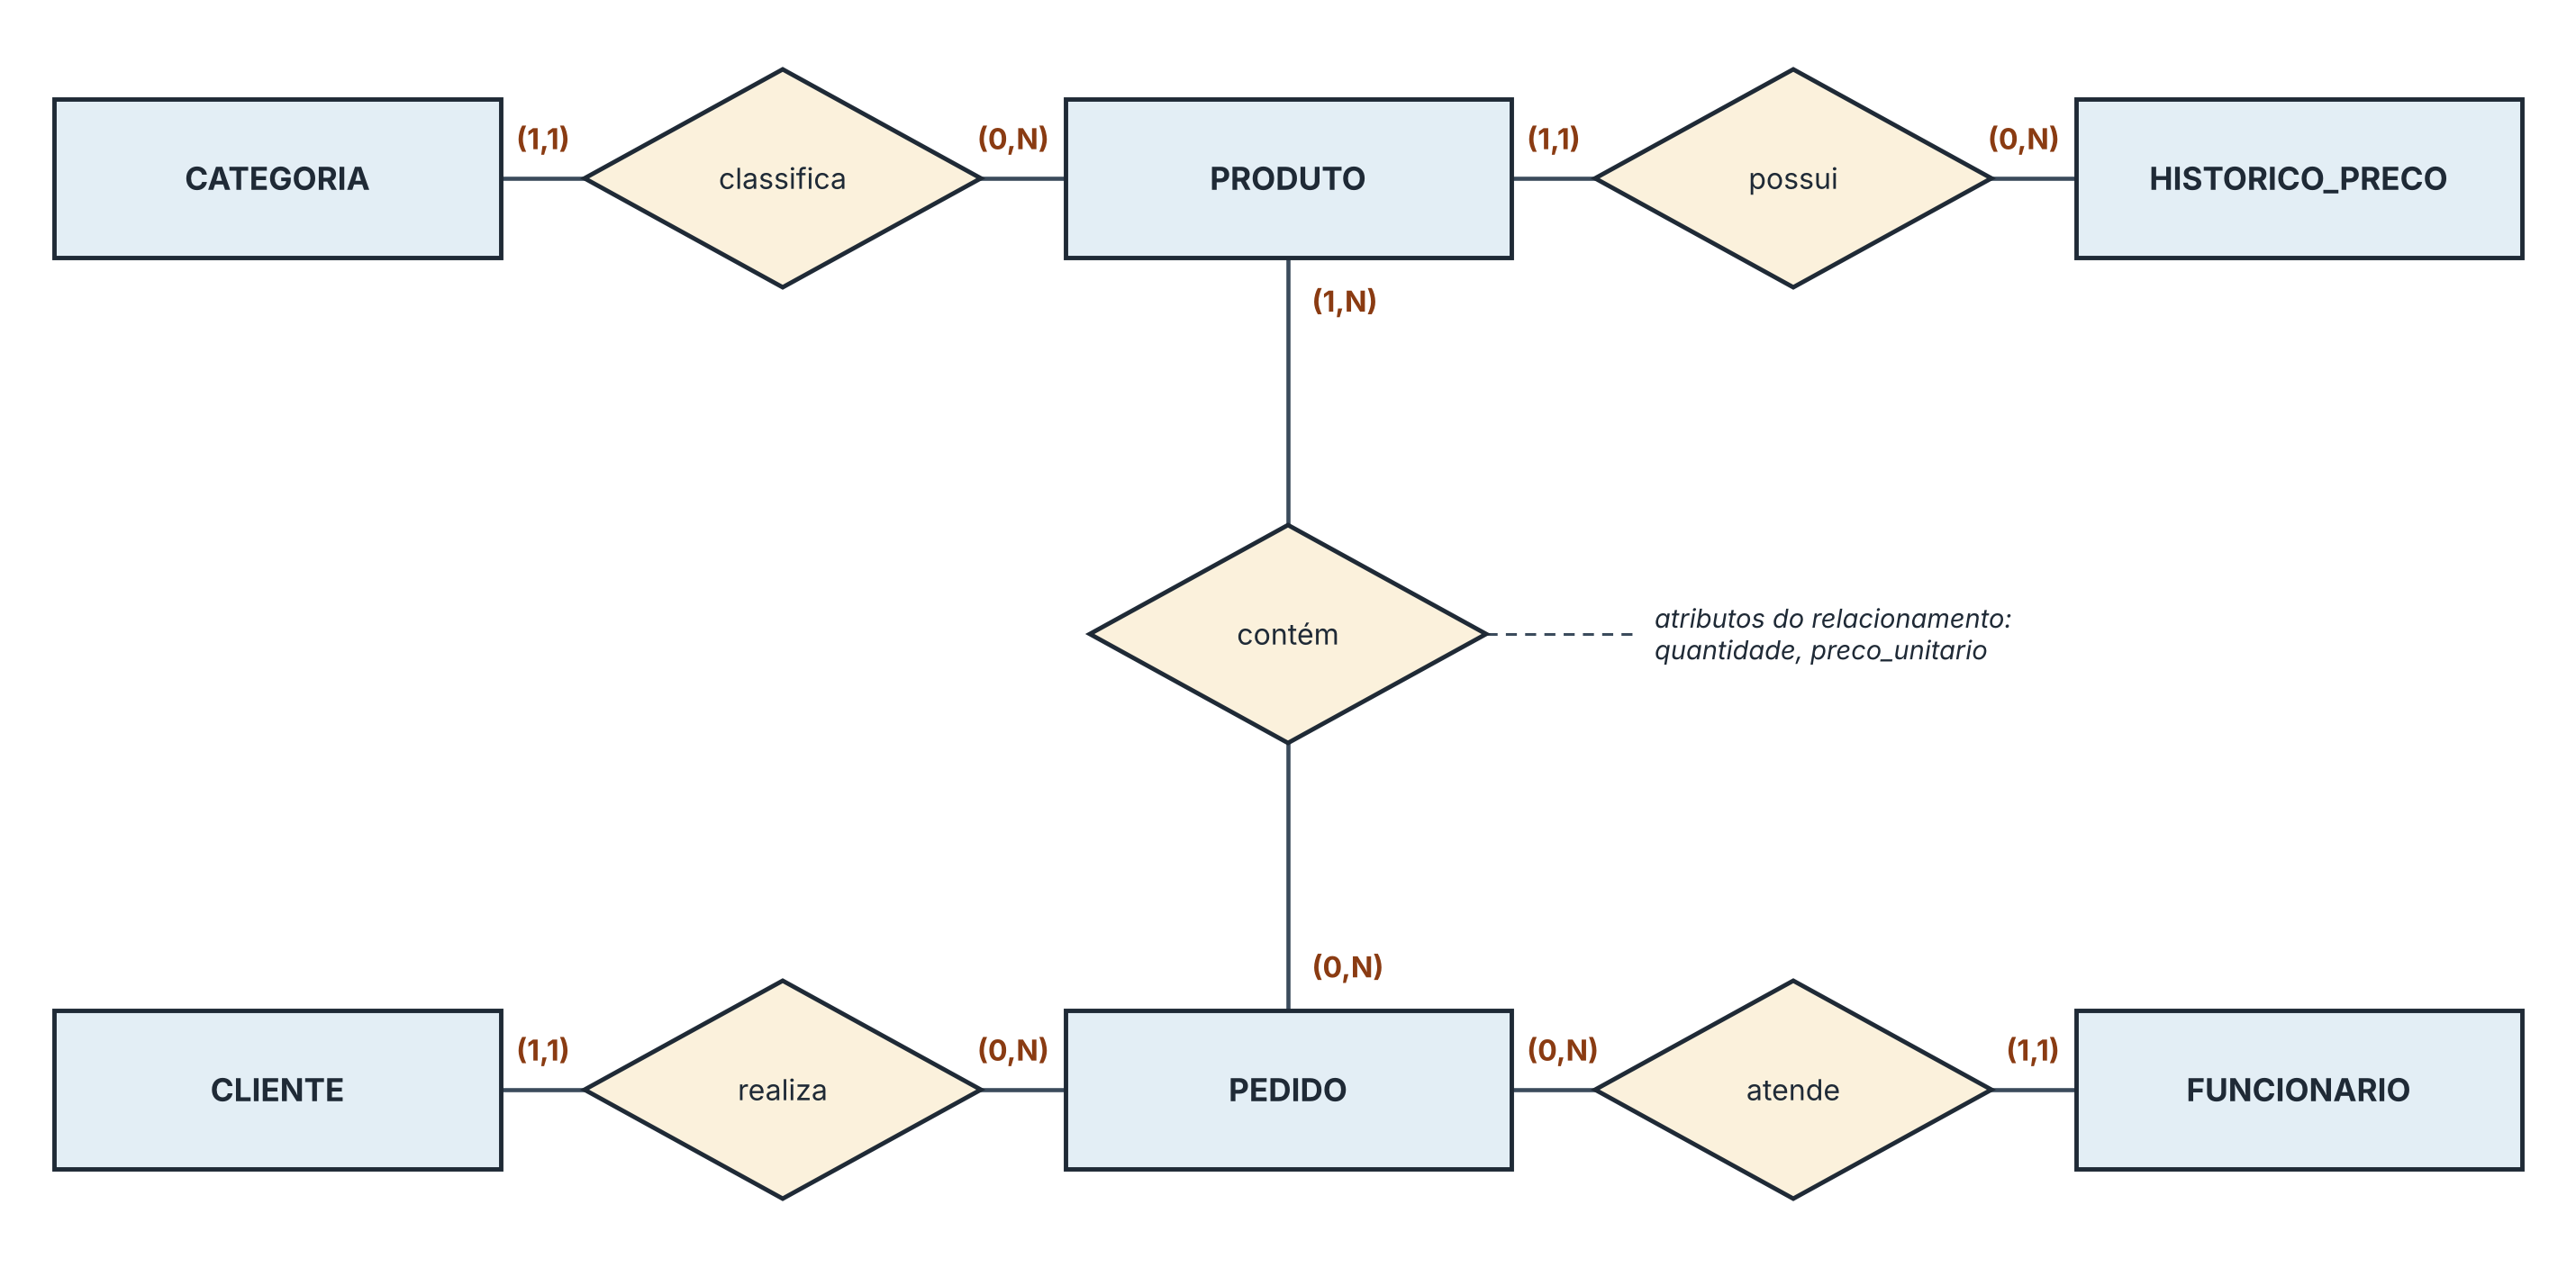 CATEGORIA
(1,1)
classifica
(0,N)
PRODUTO
(1,1)
possui
(0,N)
HISTORICO_PRECO
(1,N)
contém
atributos do relacionamento:
quantidade, preco_unitario
(0,N)
CLIENTE
(1,1)
realiza
(0,N)
PEDIDO
(0,N)
atende
(1,1)
FUNCIONARIO